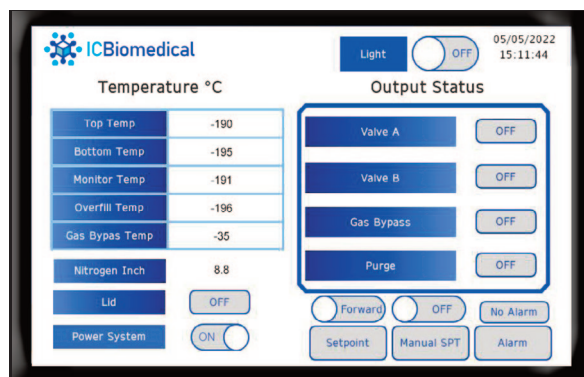 ICBiomedical
Light OFF
05/05/2022
15:11:44
Temperature °C
Top Temp -190
Bottom Temp -195
Monitor Temp -191
Overfill Temp -196
Gas Bypas Temp -35
Nitrogen Inch 8.8
Lid OFF
Power System ON
Output Status
Valve A OFF
Valve B OFF
Gas Bypass OFF
Purge OFF
Forward OFF No Alarm
Setpoint Manual SPT Alarm